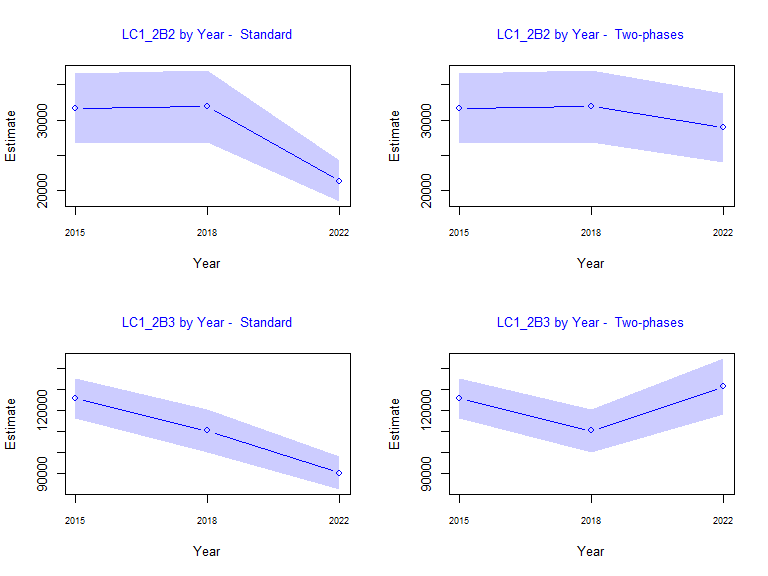 LC1_2B2 by Year -  Standard
Estimate
30000
20000
2015
2018
2022
Year
LC1_2B2 by Year -  Two-phases
Estimate
30000
20000
2015
2018
2022
Year
LC1_2B3 by Year -  Standard
Estimate
120000
90000
2015
2018
2022
Year
LC1_2B3 by Year -  Two-phases
Estimate
120000
90000
2015
2018
2022
Year